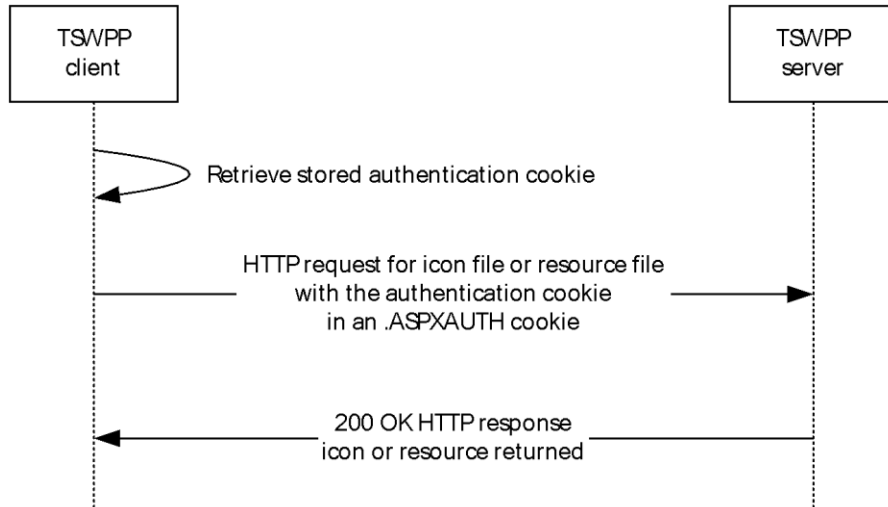 TSWPP
client
TSWPP
server
Retrieve stored authentication cookie
HTTP request for icon file or resource file
with the authentication cookie
in an .ASPXAUTH cookie
200 OK HTTP response
icon or resource returned